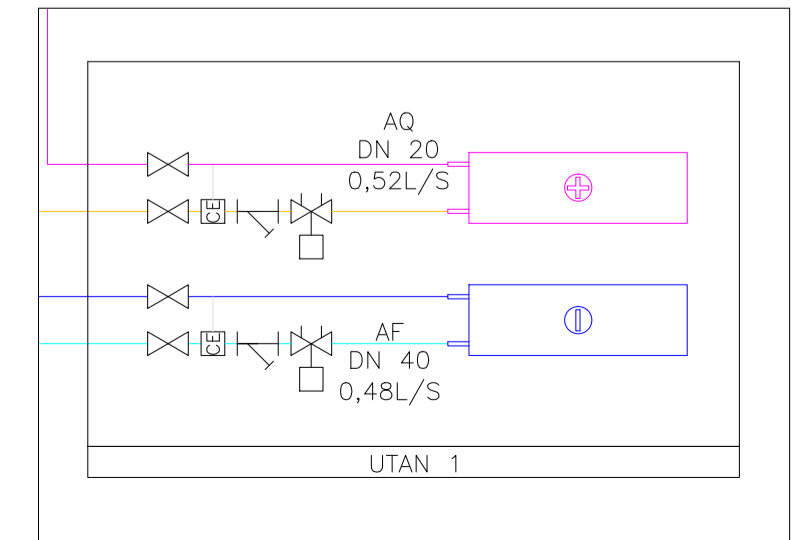 AQ
DN 20
0,52L/S
CE
AF
DN 40
0,48L/S
CE
UTAN 1